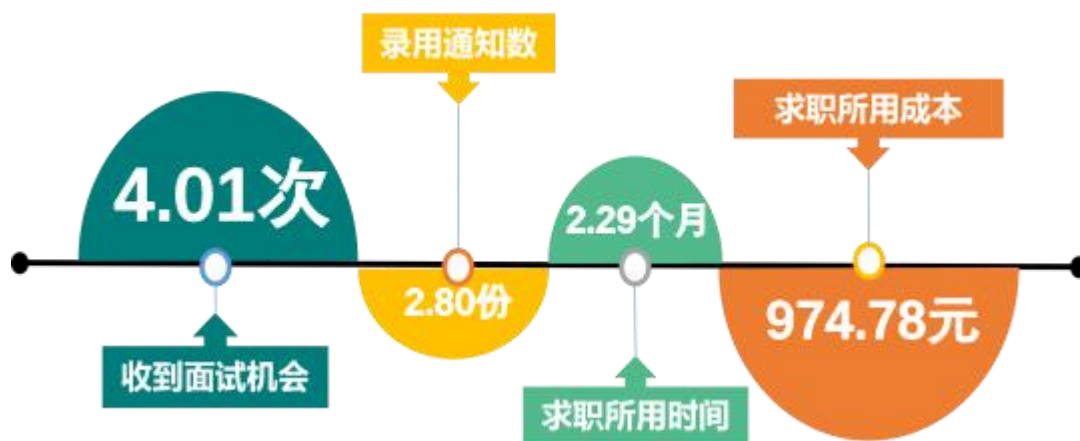 录用通知数
求职所用成本
4.01次
2.29个月
2.80份
974.78元
收到面试机会
求职所用时间